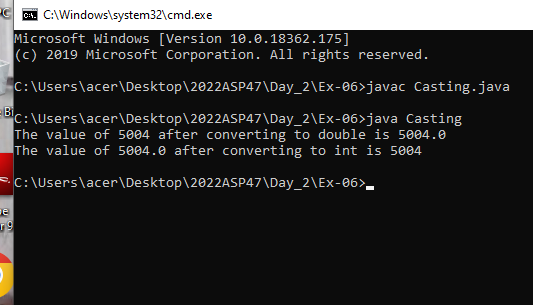 PC
C:\Windows\system32\cmd.exe
Microsoft Windows [Version 10.0.18362.175]
(c) 2019 Microsoft Corporation. All rights reserved.
C:\Users\acer\Desktop\2022ASP47\Day_2\Ex-06>javac Casting.java
C:\Users\acer\Desktop\2022ASP47\Day_2\Ex-06>java Casting
The value of 5004 after converting to double is 5004.0
The value of 5004.0 after converting to int is 5004
C:\Users\acer\Desktop\2022ASP47\Day_2\Ex-06>